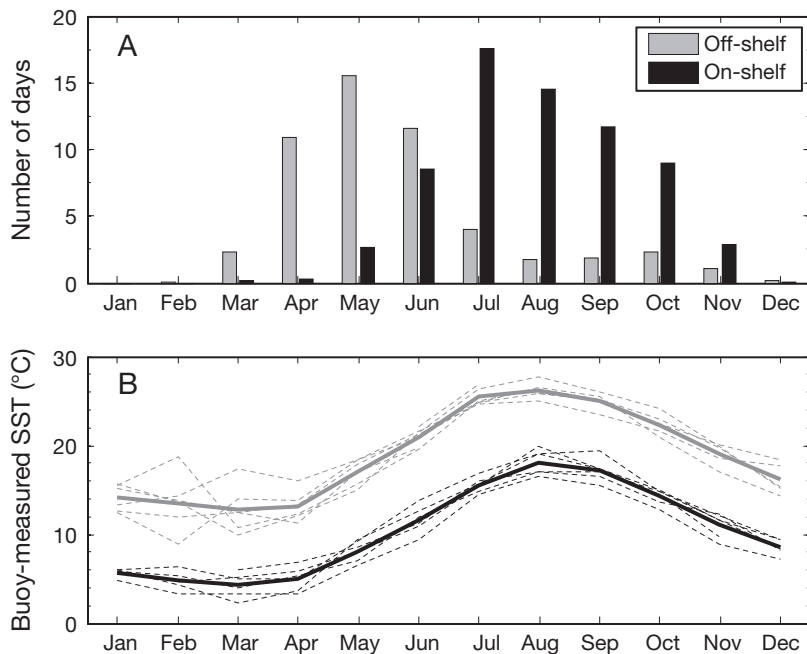 A
Off-shelf
On-shelf
Number of days
20
15
10
5
0
Jan Feb Mar Apr May Jun Jul Aug Sep Oct Nov Dec
B
Buoy-measured SST (°C)
30
20
10
0
Jan Feb Mar Apr May Jun Jul Aug Sep Oct Nov Dec